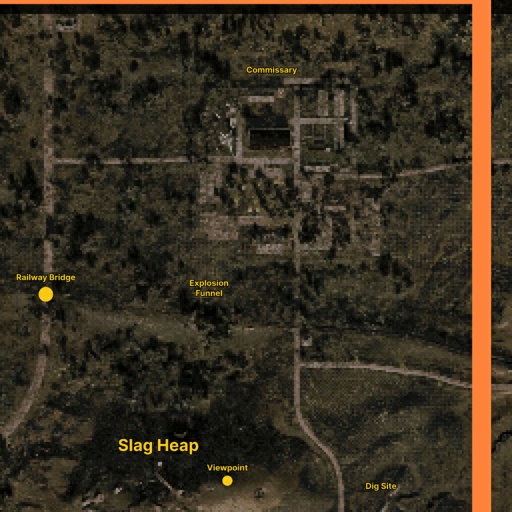 Commissary
Railway Bridge
Explosion
Funnel
Slag Heap
Viewpoint
Dig Site